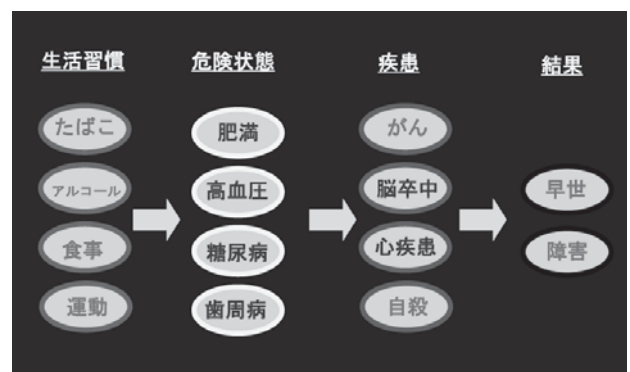 生活習慣
たばこ
アルコール
食事
運動
危険状態
肥満
高血圧
糖尿病
歯周病
疾患
がん
脳卒中
心疾患
自殺
結果
早世
障害